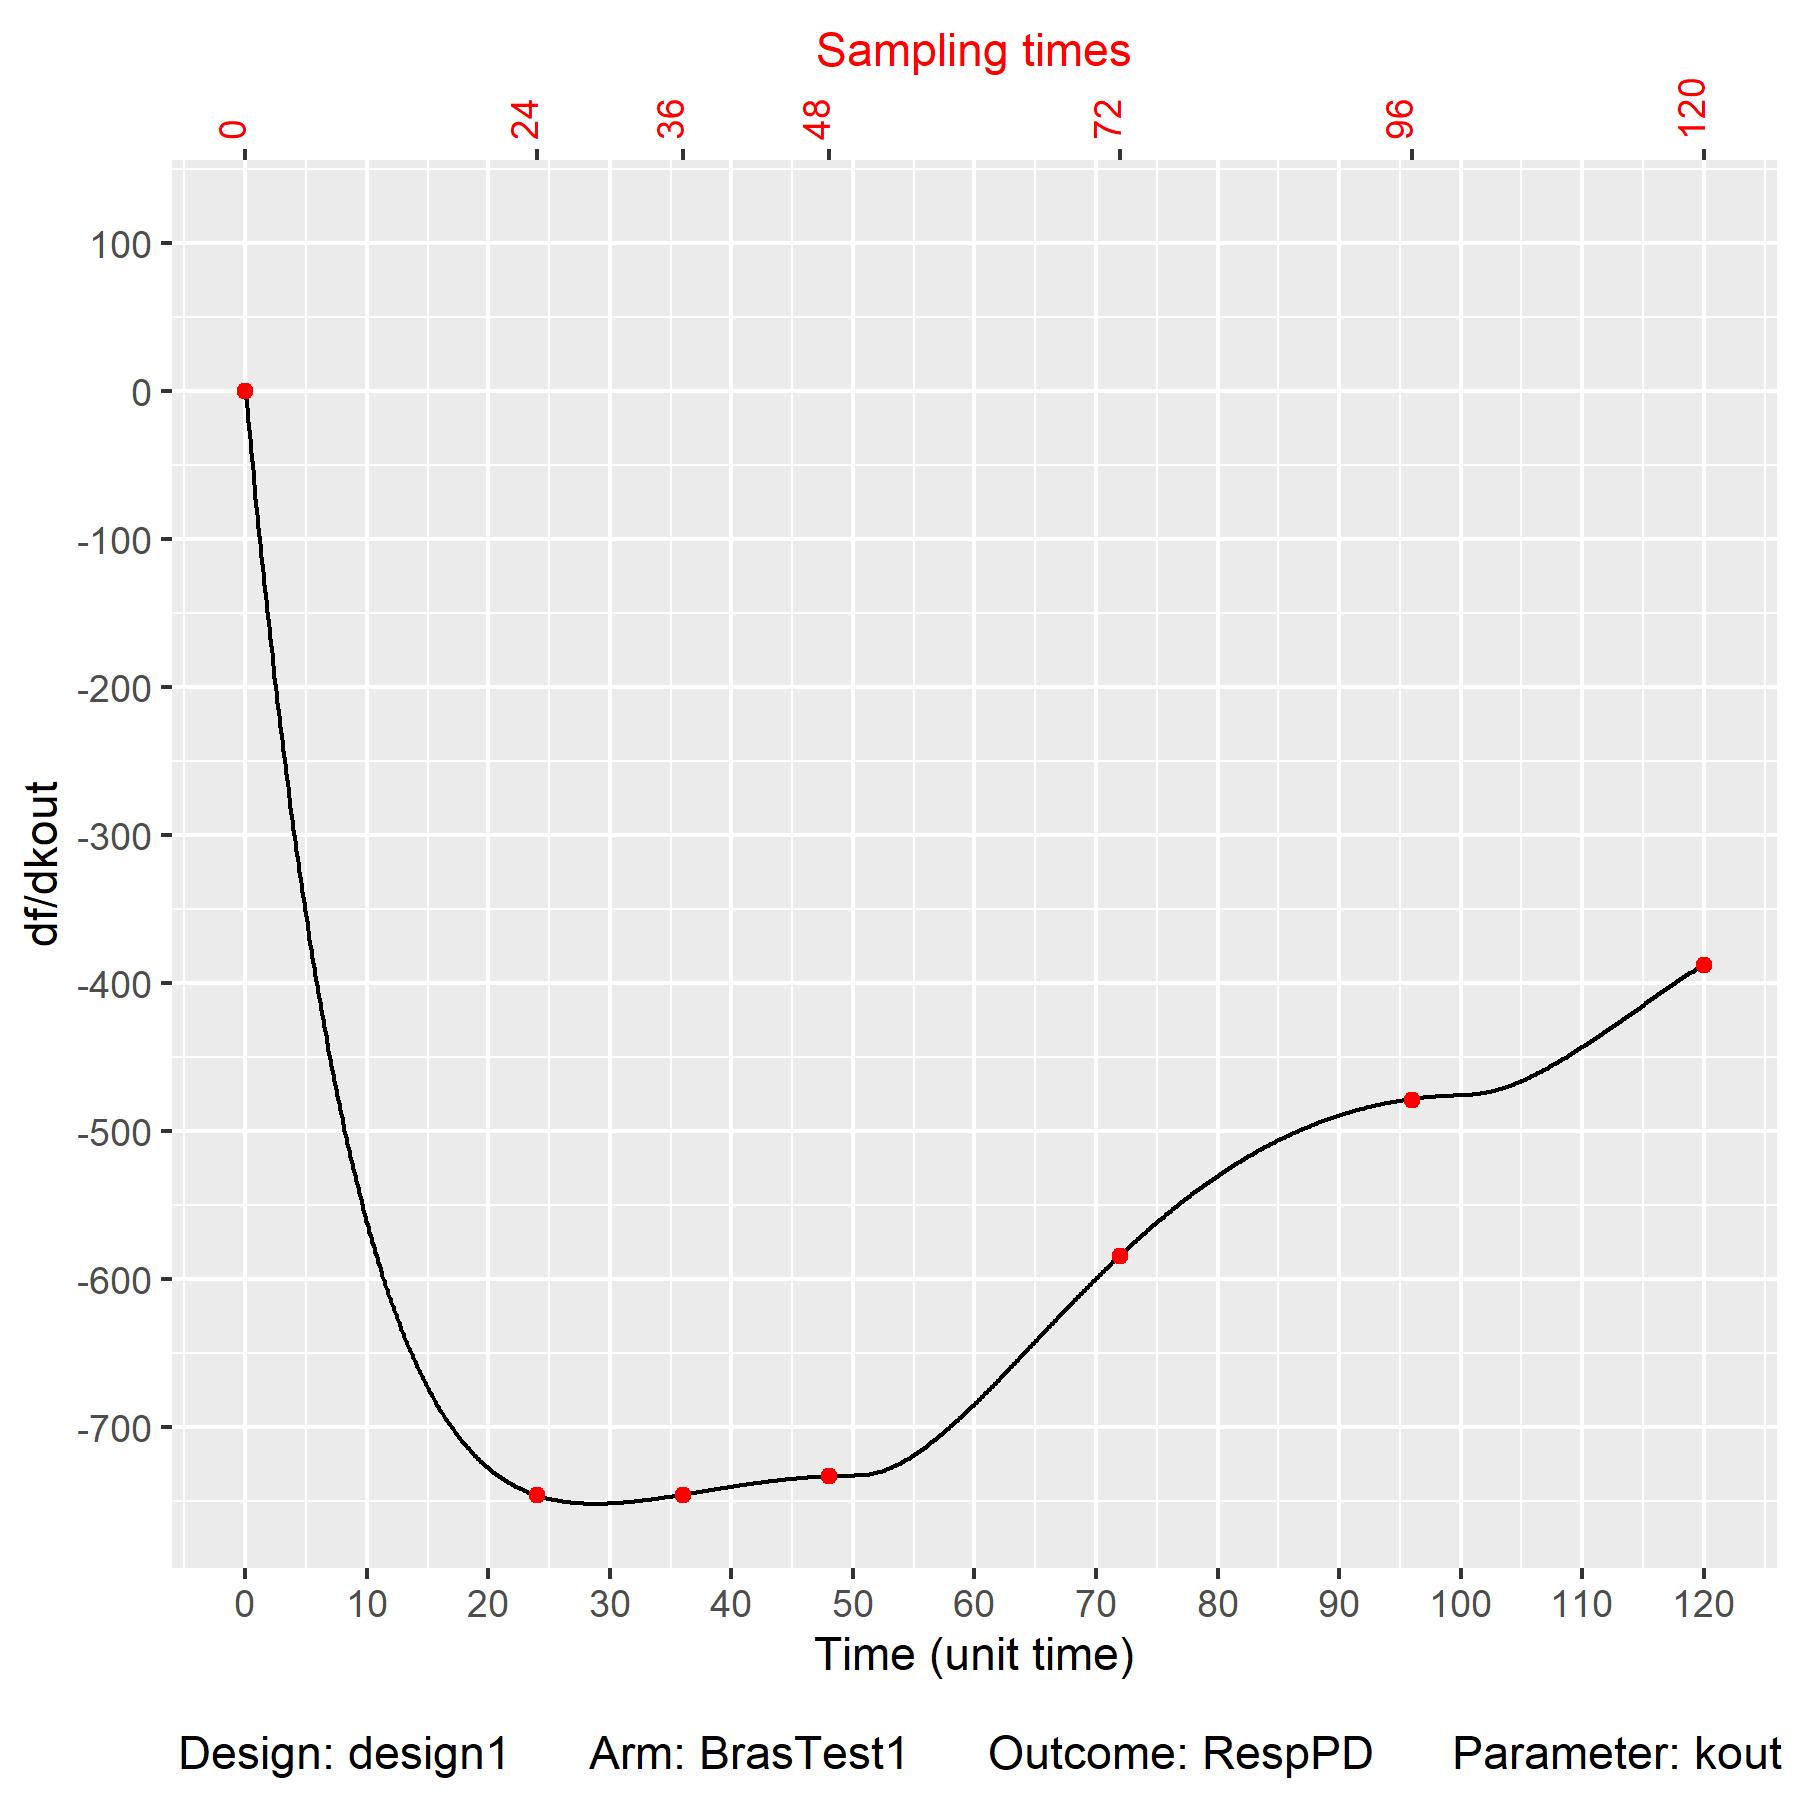 Sampling times
0 24 36 48 72 96 120
100
0
-100
-200
-300
-400
-500
-600
-700
df/dkout
0 10 20 30 40 50 60 70 80 90 100 110 120
Time (unit time)
Design: design1 Arm: BrasTest1 Outcome: RespPD Parameter: kout